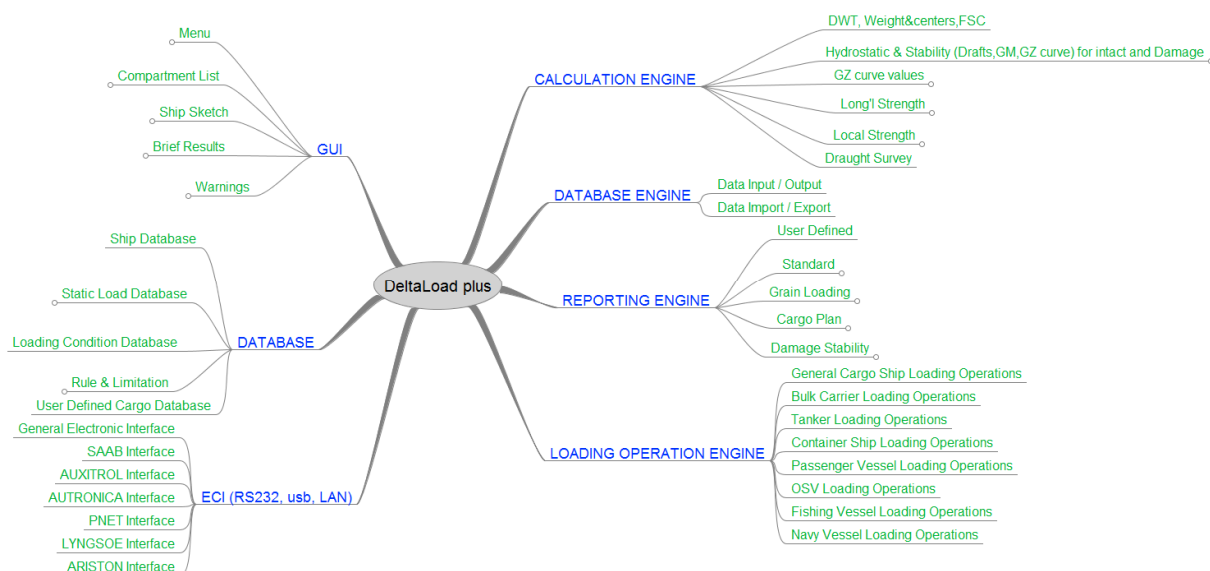 Menu
Compartment List
Ship Sketch
Brief Results
Warnings
GUI
Ship Database
Static Load Database
Loading Condition Database
Rule & Limitation
User Defined Cargo Database
DATABASE
General Electronic Interface
SAAB Interface
AUXITROL Interface
AUTRONICA Interface
PNET Interface
LYNGSOE Interface
ARISTON Interface
ECI (RS232, usb, LAN)
DeltaLoad plus
CALCULATION ENGINE
DWT, Weight&centers,FSC
Hydrostatic & Stability (Drafts,GM,GZ curve) for intact and Damage
GZ curve values
Long'l Strength
Local Strength
Draught Survey
DATABASE ENGINE
Data Input / Output
Data Import / Export
REPORTING ENGINE
User Defined
Standard
Grain Loading
Cargo Plan
Damage Stability
LOADING OPERATION ENGINE
General Cargo Ship Loading Operations
Bulk Carrier Loading Operations
Tanker Loading Operations
Container Ship Loading Operations
Passenger Vessel Loading Operations
OSV Loading Operations
Fishing Vessel Loading Operations
Navy Vessel Loading Operations